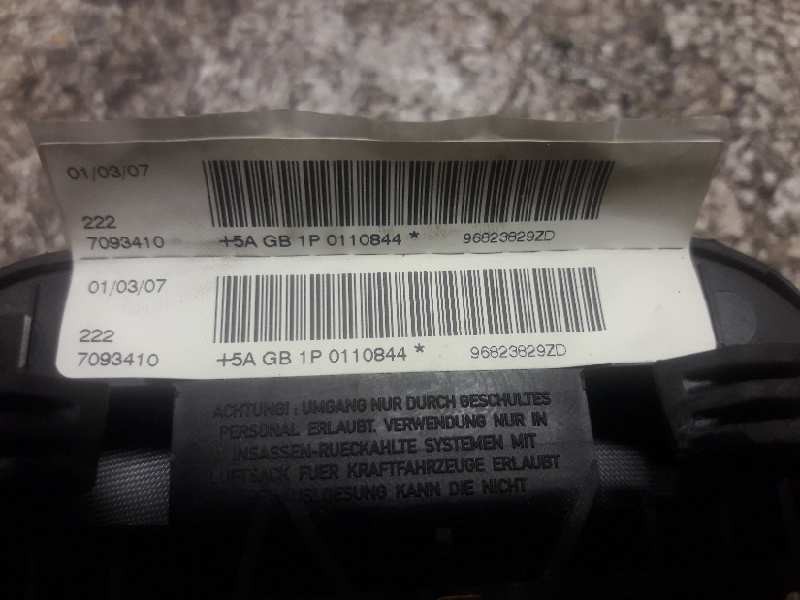 01/03/07
222
7093410 +5A GB 1P 0110844 * 96823829ZD
01/03/07
222
7093410 +5A GB 1P 0110844 * 96823829ZD
ACHTUNG! : UMGANG NUR DURCH GESCHULTES
PERSONAL ERLAUBT. VERWENDUNG NUR IN
INSASSEN-RUECKAHLTE SYSTEMEN MIT
LUFTSACK FUER KRAFTFAHRZEUGE ERLAUBT
KANN DIE NICHT